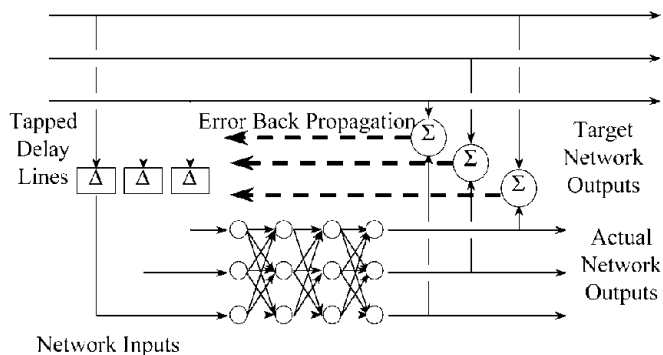 Tapped
Delay
Lines
Error Back Propagation
Target
Network
Outputs
Σ
Σ
Σ
Δ Δ Δ
Actual
Network
Outputs
Network Inputs